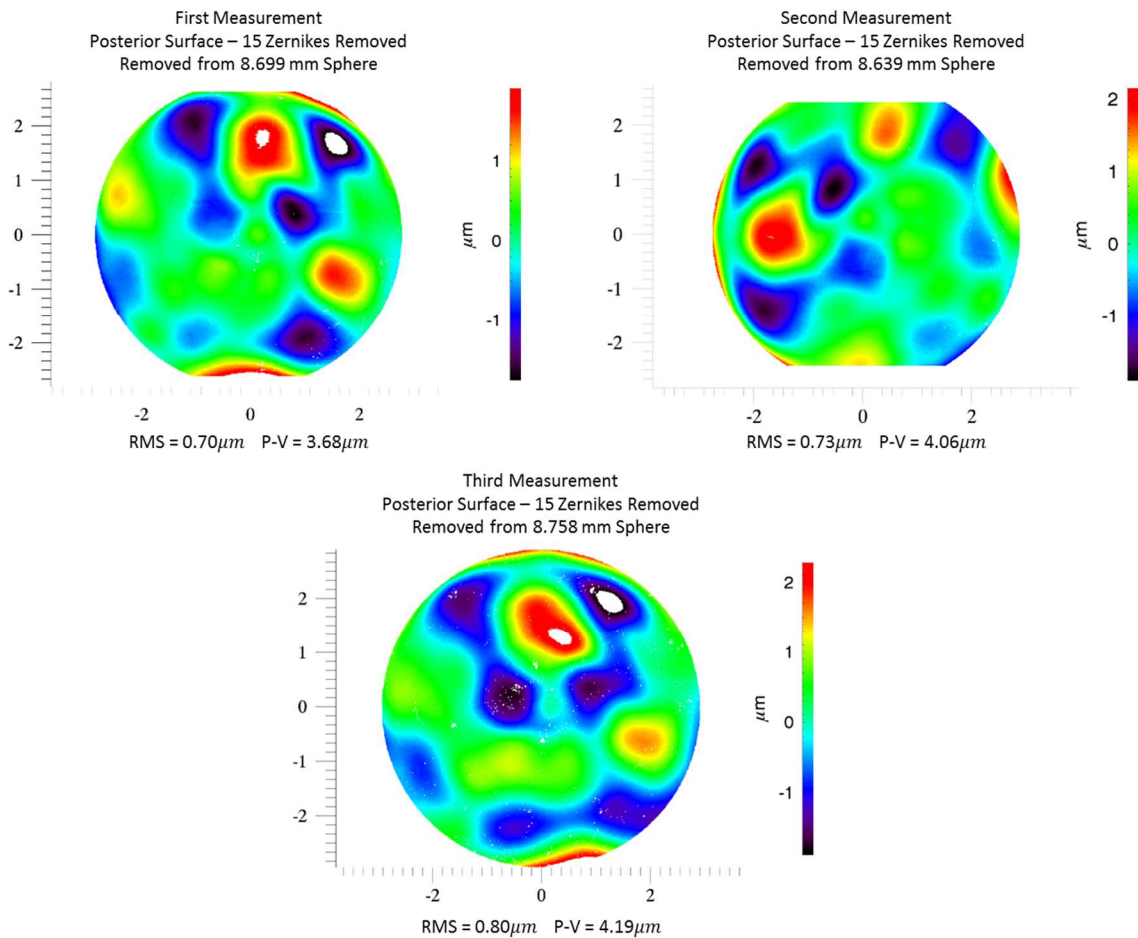 First Measurement
Posterior Surface – 15 Zernikes Removed
Removed from 8.699 mm Sphere
2
1
0
-1
-2
-2
0
2
1
0
-1
μm
RMS = 0.70μm P-V = 3.68μm
Second Measurement
Posterior Surface – 15 Zernikes Removed
Removed from 8.639 mm Sphere
2
1
0
-1
-2
-2
0
2
2
1
0
-1
μm
RMS = 0.73μm P-V = 4.06μm
Third Measurement
Posterior Surface – 15 Zernikes Removed
Removed from 8.758 mm Sphere
2
1
0
-1
-2
-2
0
2
2
1
0
-1
μm
RMS = 0.80μm P-V = 4.19μm